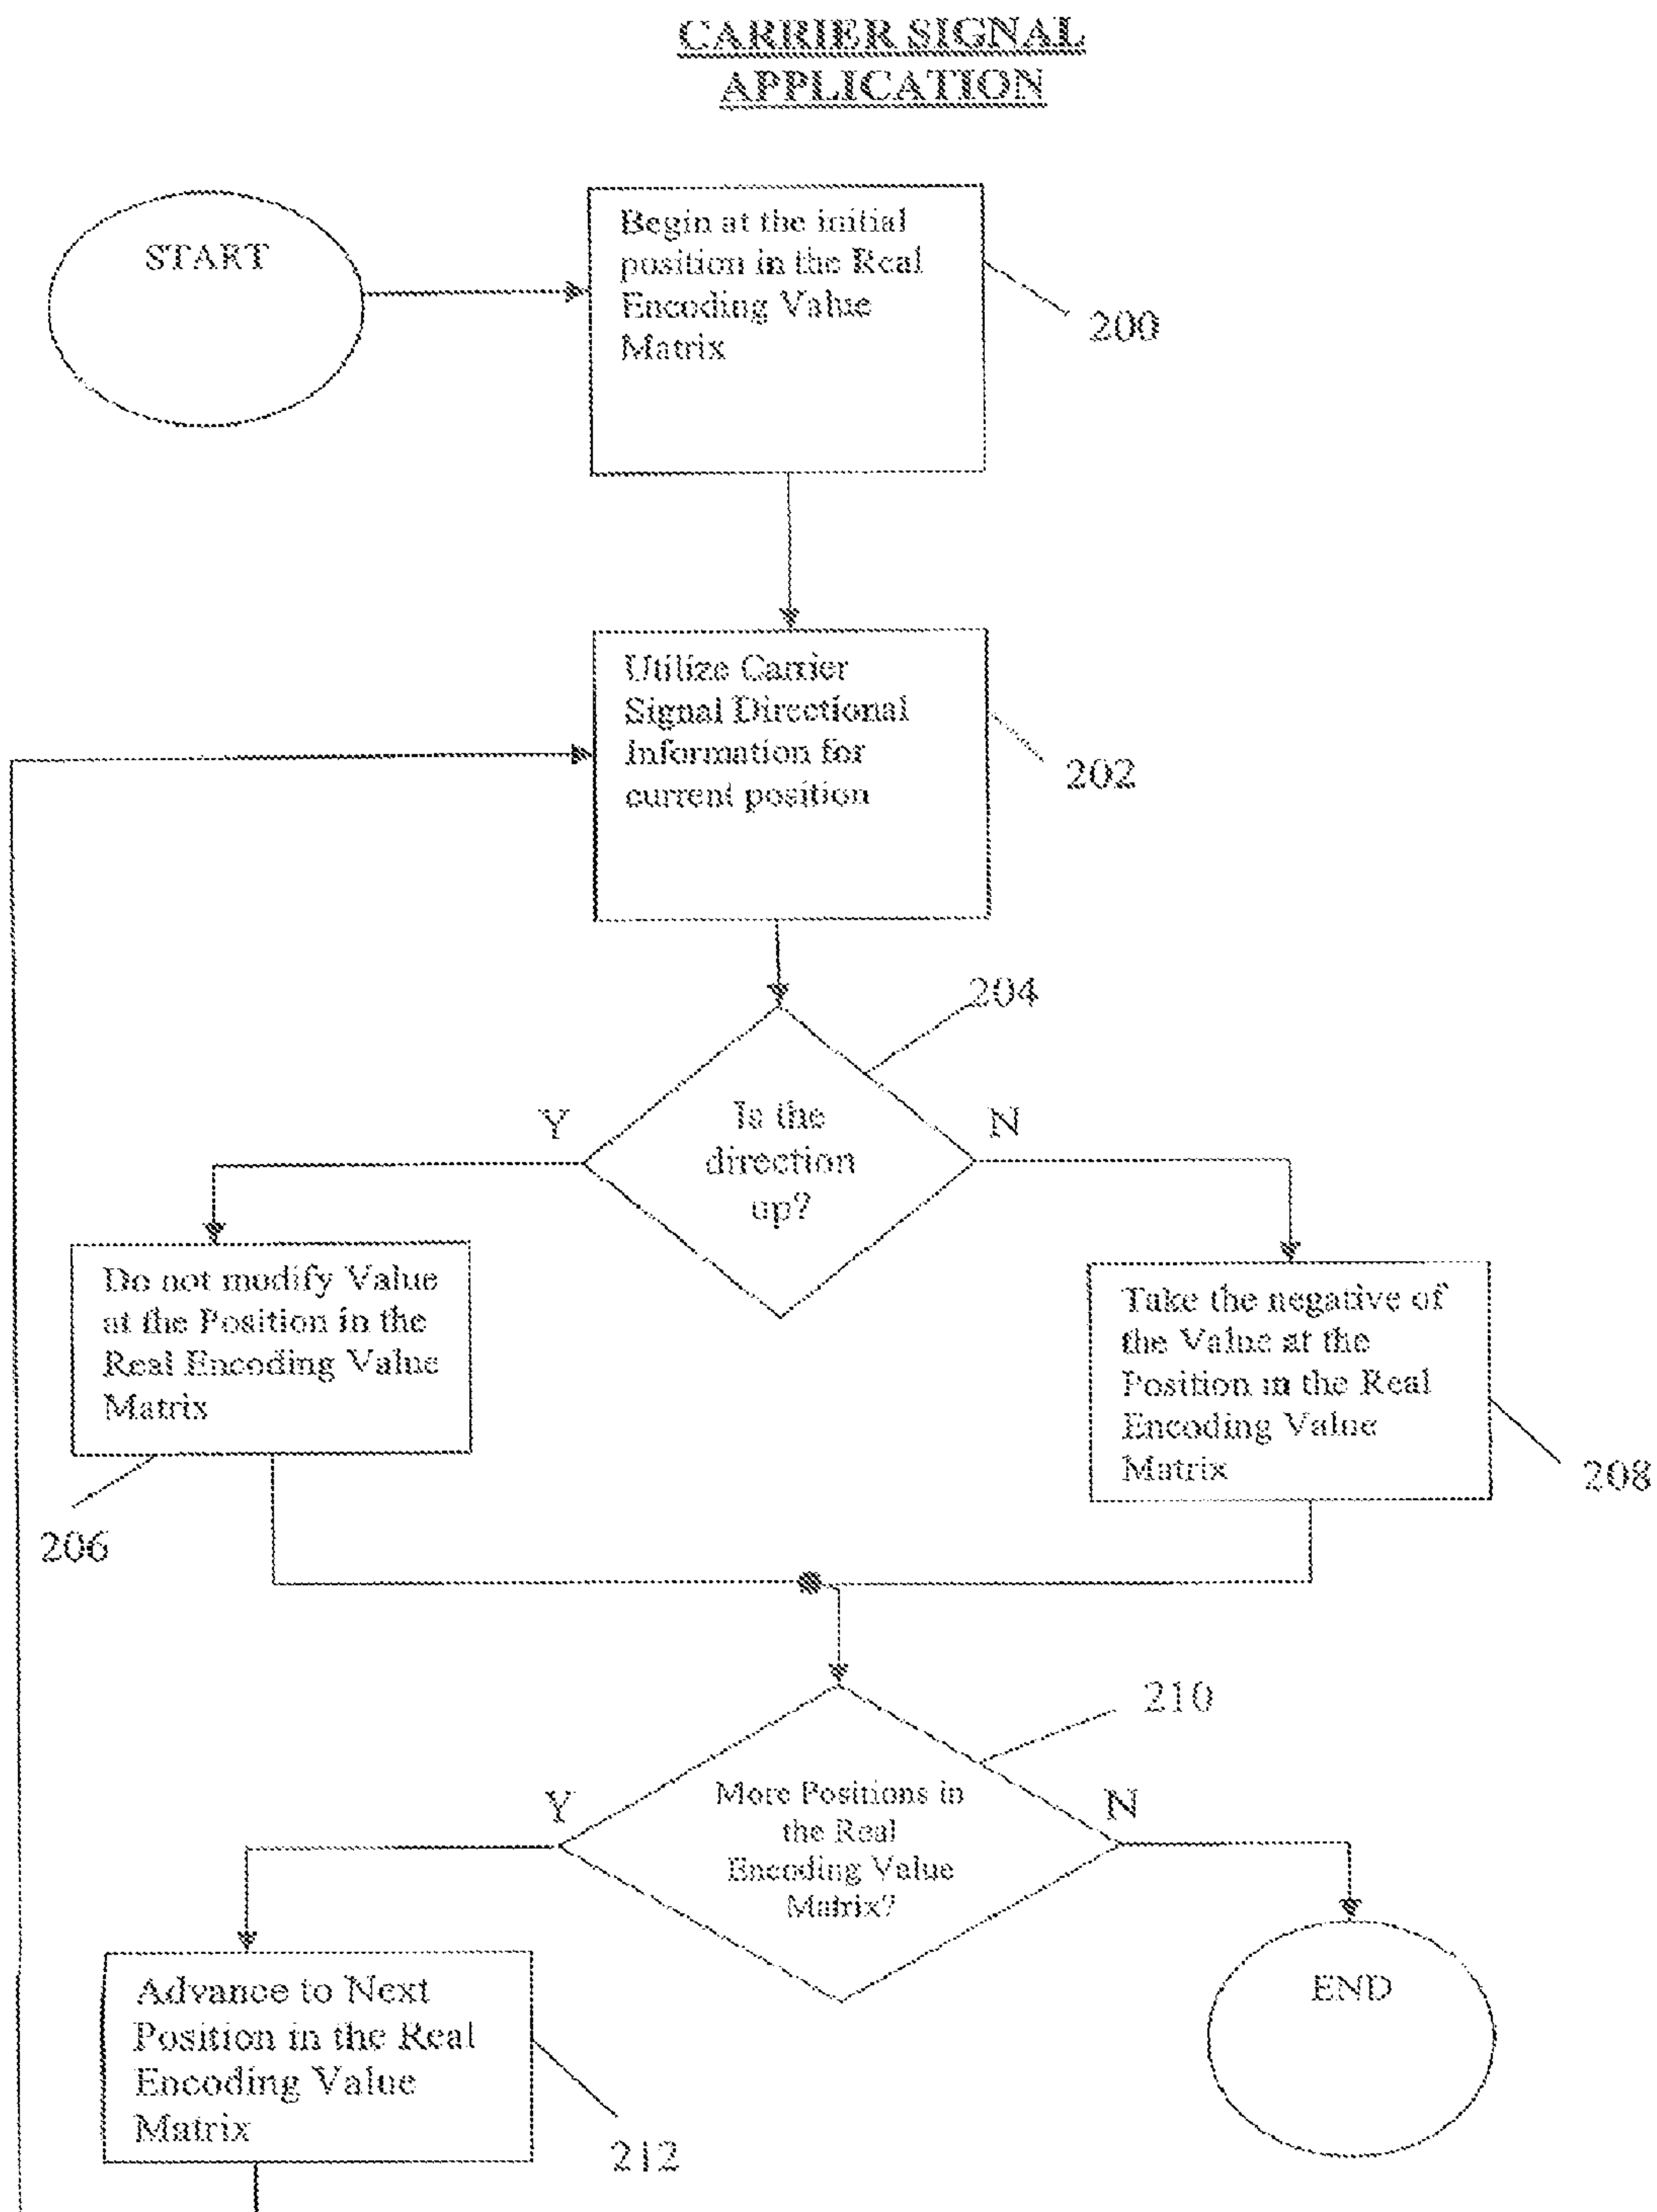 CARRIER SIGNAL
APPLICATION
START
Begin at the initial
position in the Real
Encoding Value
Matrix
200
Utilize Carrier
Signal Directional
Information for
current position
202
204
Y
Is the
direction
up?
N
Do not modify Value
at the Position in the
Real Encoding Value
Matrix
206
Take the negative of
the Value at the
Position in the Real
Encoding Value
Matrix
208
210
Y
More Positions in
the Real
Encoding Value
Matrix?
N
Advance to Next
Position in the Real
Encoding Value
Matrix
212
END